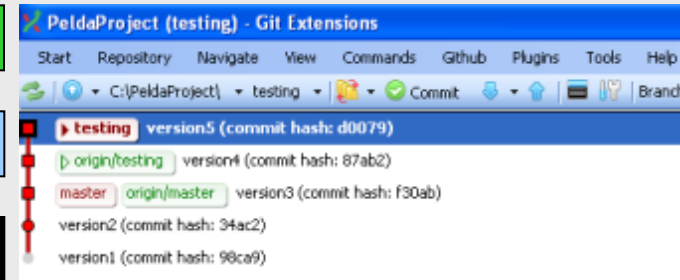 PeldaProject (testing) - Git Extensions
Start Repository Navigate View Commands Github Plugins Tools Help
C:\PeldaProject\ testing Commit Branch
testing version5 (commit hash: d0079)
origin/testing version4 (commit hash: 87ab2)
master origin/master version3 (commit hash: f30ab)
version2 (commit hash: 34ac2)
version1 (commit hash: 98ca9)